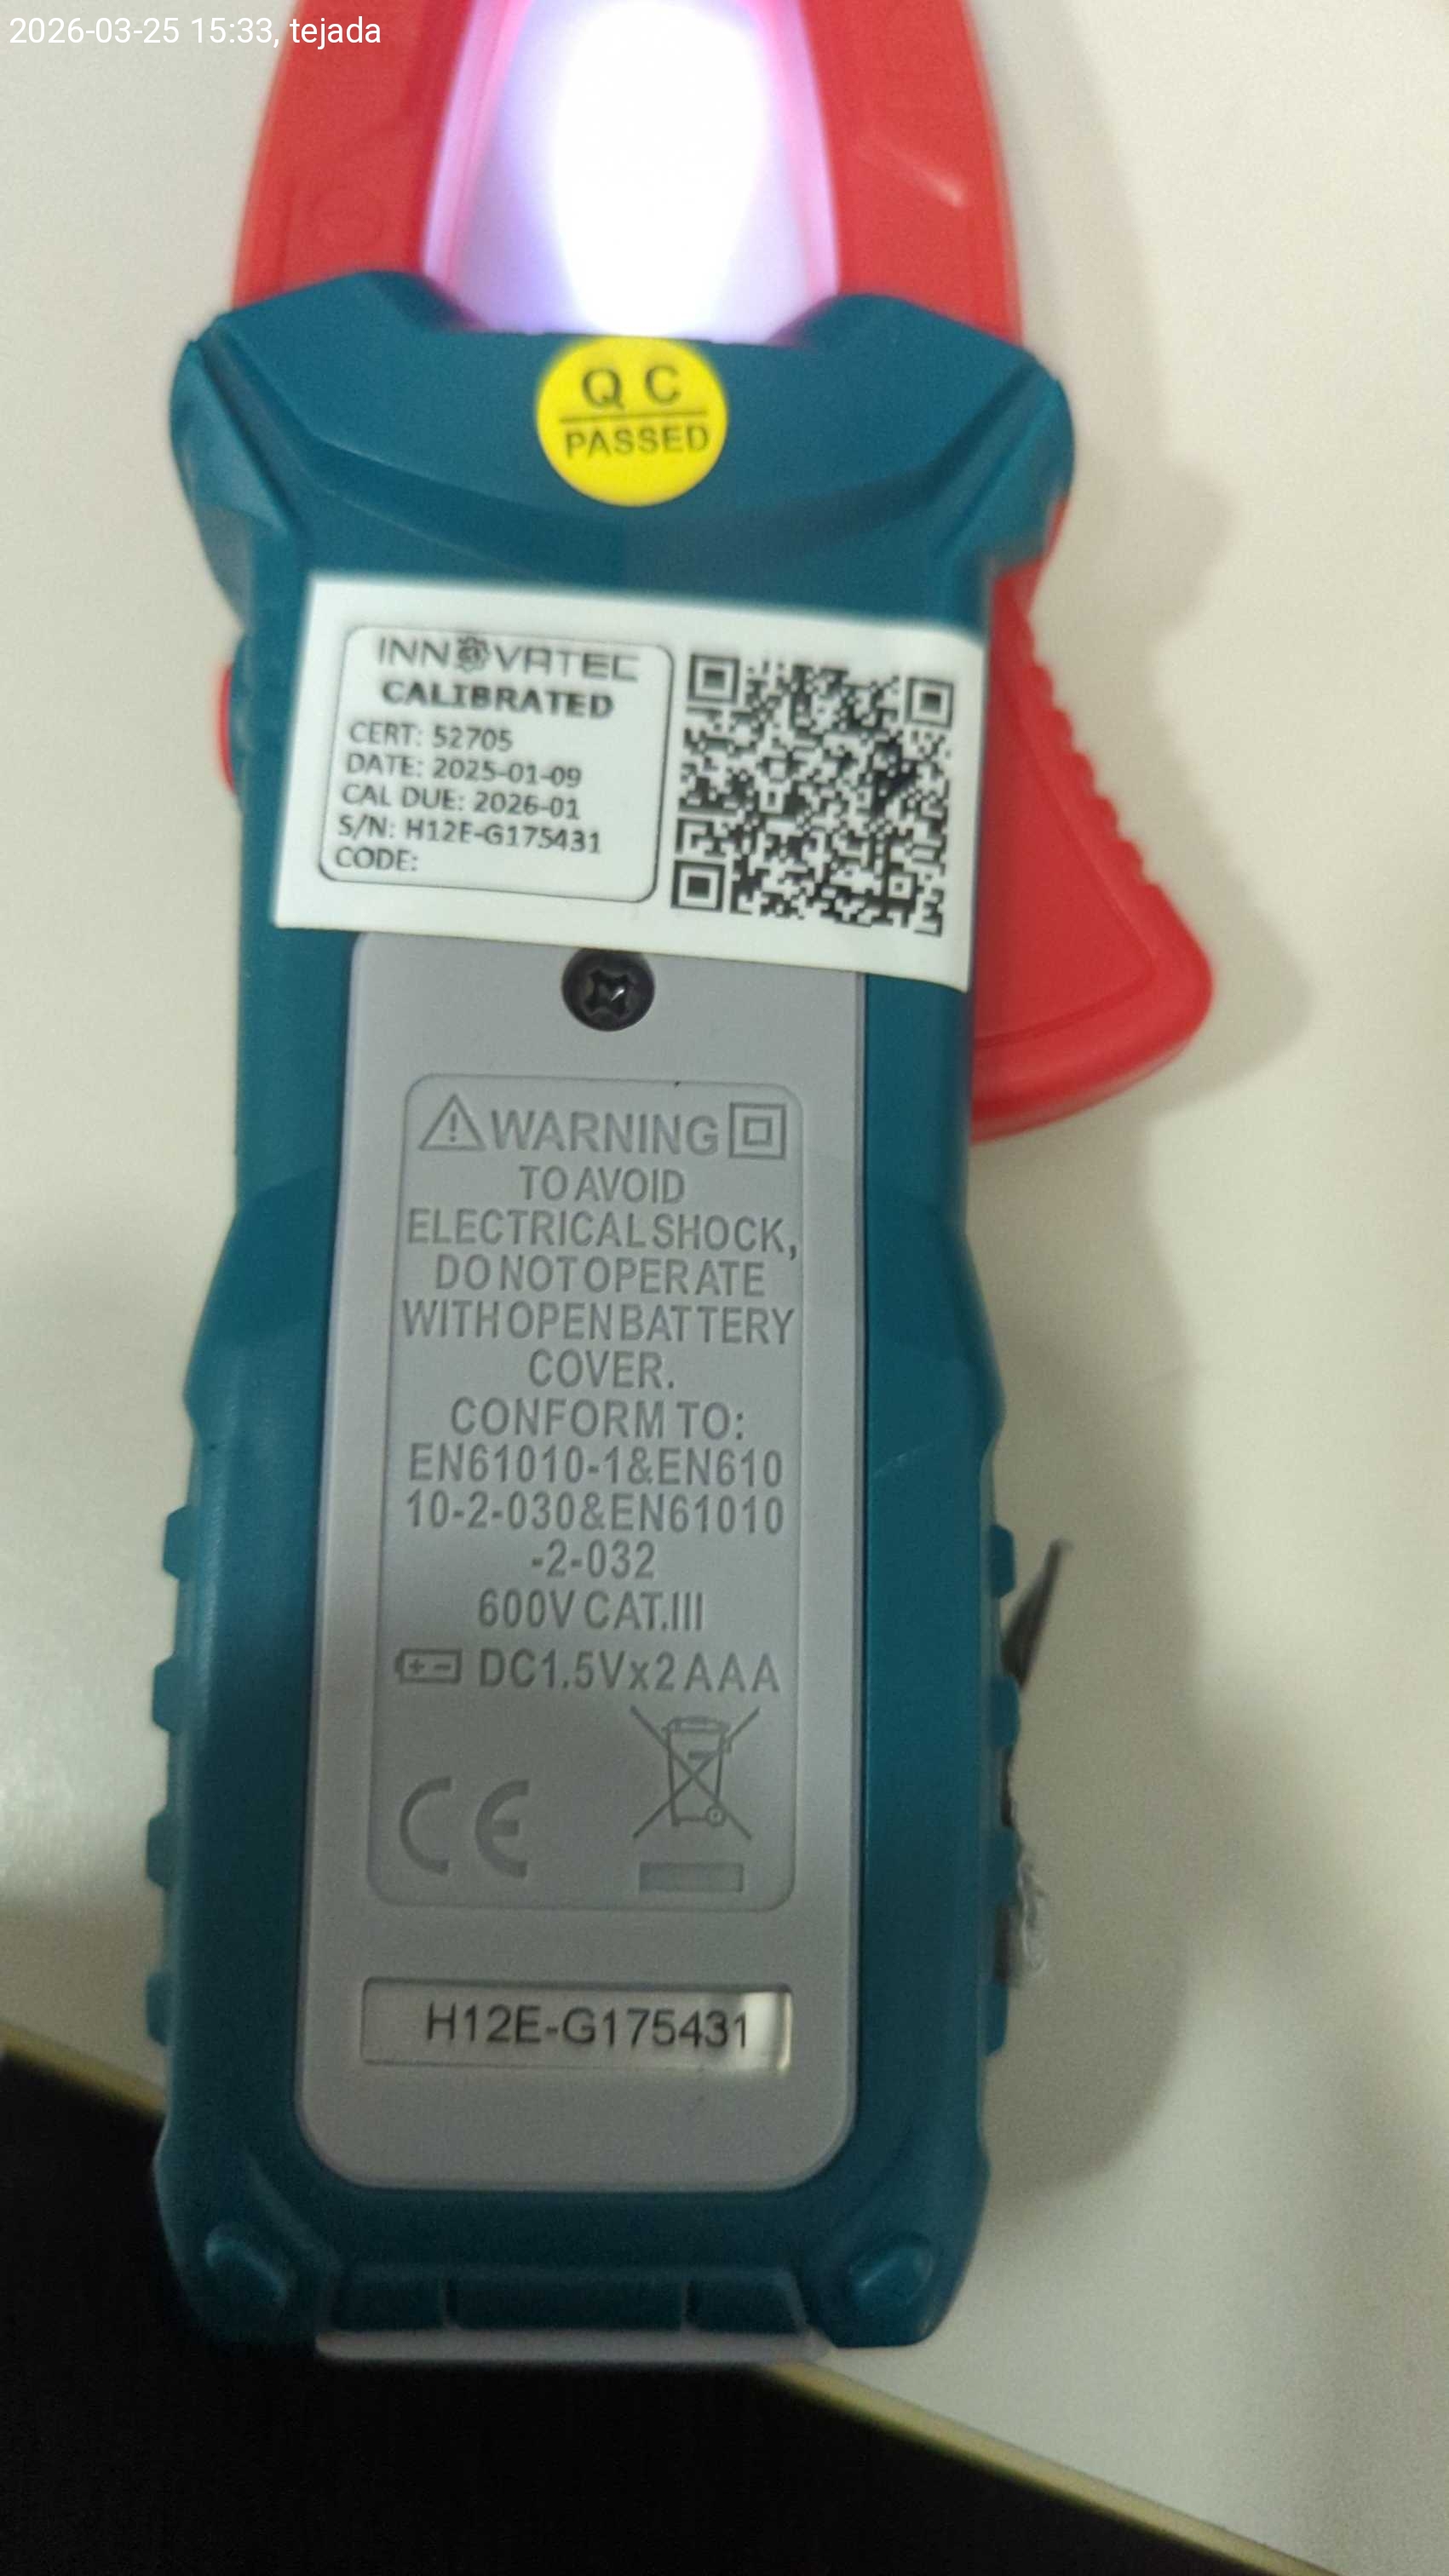 2026-03-25 15:33, tejada
Q C
PASSED
INNOVATEC
CALIBRATED
CERT: 52705
DATE: 2025-01-09
CAL DUE: 2026-01
S/N: H12E-G175431
CODE:
WARNING
TO AVOID
ELECTRICAL SHOCK,
DO NOT OPERATE
WITH OPEN BATTERY
COVER.
CONFORM TO:
EN61010-1&EN610
10-2-030&EN61010
-2-032
600V CAT.III
DC1.5Vx2 AAA
CE
H12E-G175431